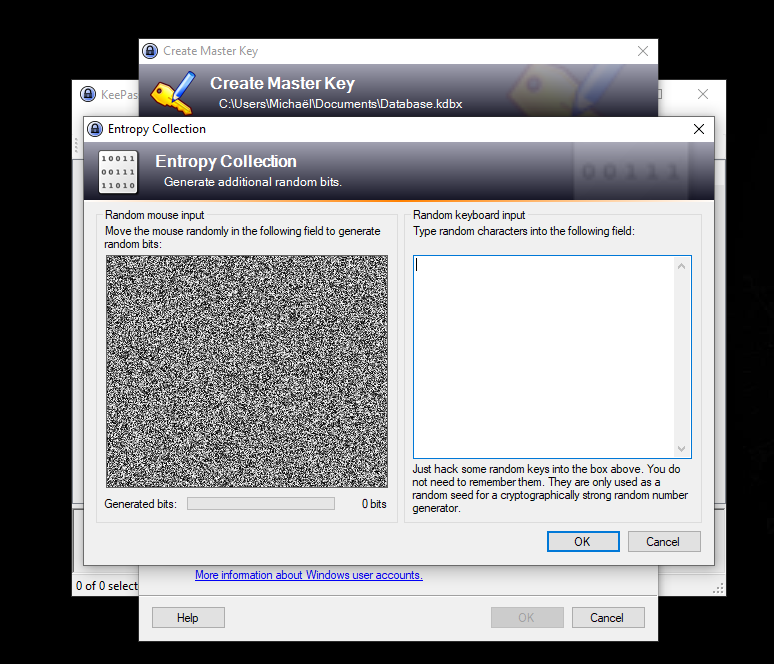 Create Master Key
Create Master Key
C:\Users\Michaël\Documents\Database.kdbx
KeePas
Entropy Collection
10011
00111
11010
Entropy Collection
Generate additional random bits.
00111
Random mouse input
Move the mouse randomly in the following field to generate
random bits:
Generated bits:
0 bits
Random keyboard input
Type random characters into the following field:
Just hack some random keys into the box above. You do
not need to remember them. They are only used as a
random seed for a cryptographically strong random number
generator.
OK
Cancel
More information about Windows user accounts.
0 of 0 select
Help
OK
Cancel